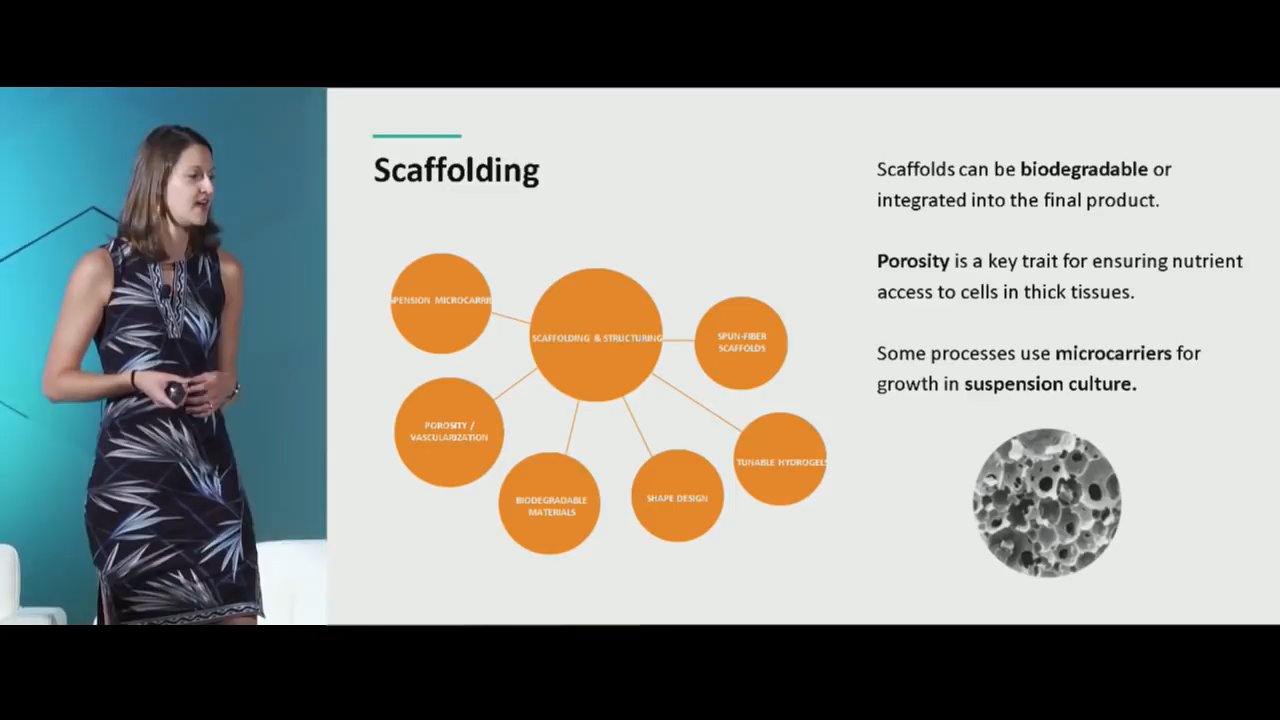 Scaffolding
SPENSION MICROCARRIE
SCAFFOLDING & STRUCTURING
SPUN-FIBER
SCAFFOLDS
POROSITY /
VASCULARIZATION
BIODEGRADABLE
MATERIALS
SHAPE DESIGN
TUNABLE HYDROGELS
Scaffolds can be biodegradable or
integrated into the final product.
Porosity is a key trait for ensuring nutrient
access to cells in thick tissues.
Some processes use microcarriers for
growth in suspension culture.